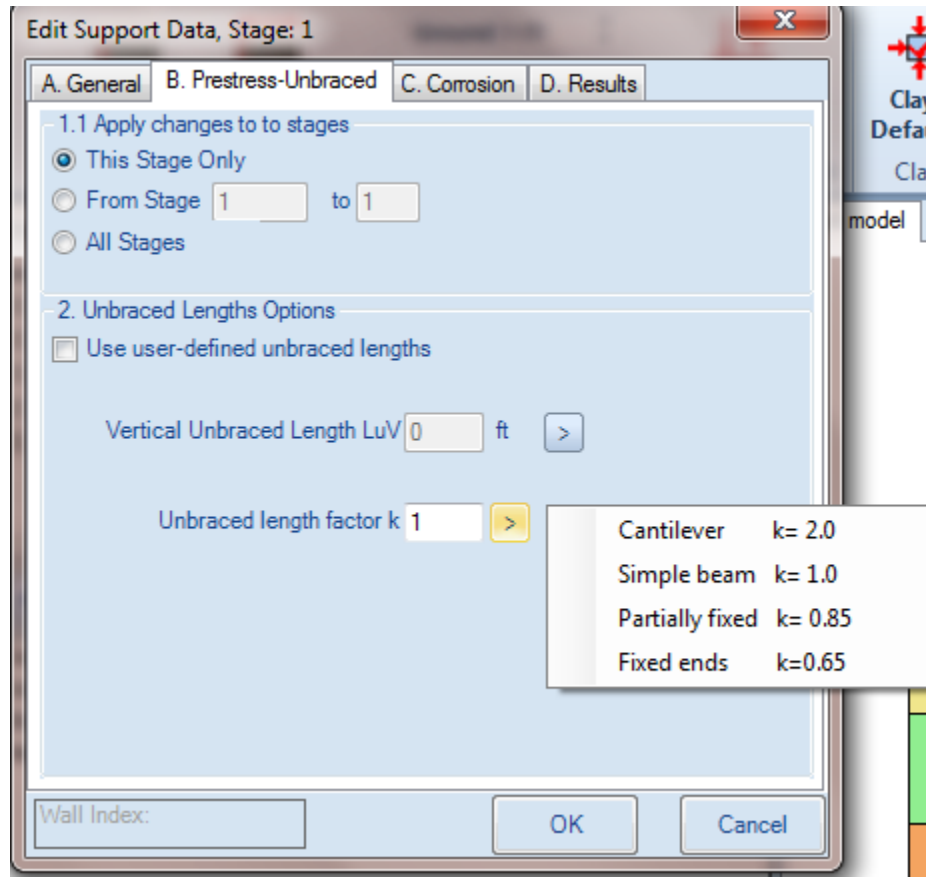 Edit Support Data, Stage: 1
A. General B. Prestress-Unbraced C. Corrosion D. Results
1.1 Apply changes to to stages
This Stage Only
From Stage 1 to 1
All Stages
2. Unbraced Lengths Options
Use user-defined unbraced lengths
Vertical Unbraced Length LuV 0 ft >
Unbraced length factor k 1 >
Cantilever k= 2.0
Simple beam k= 1.0
Partially fixed k= 0.85
Fixed ends k=0.65
Wall Index:
OK Cancel
model